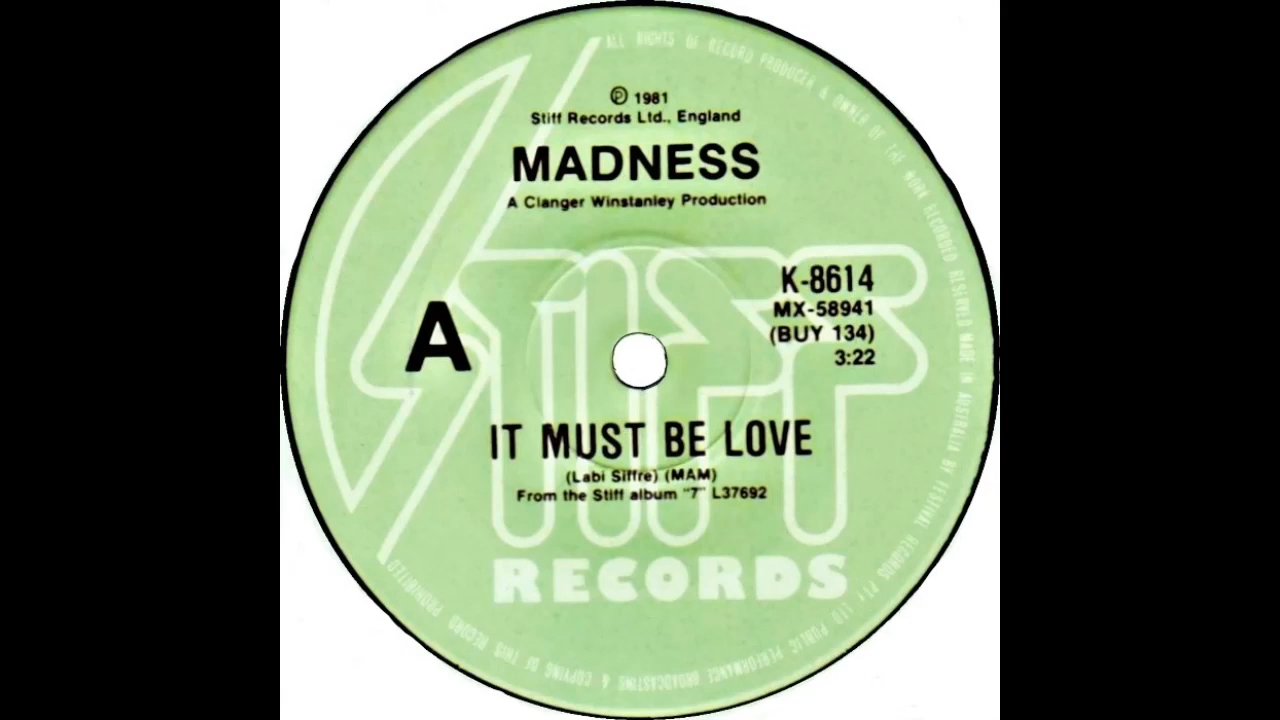 ℗ 1981
Stiff Records Ltd., England
MADNESS
A Clanger Winstanley Production
K-8614
MX-58941
(BUY 134)
3:22
A
STIFF
IT MUST BE LOVE
(Labi Siffre) (MAM)
From the Stiff album "7" L37692
RECORDS
ALL RIGHTS OF RECORD PRODUCER & OWNER OF THE WORK RECORDED RESERVED MADE IN AUSTRALIA BY FESTIVAL RECORDS PTY LTD PUBLIC PERFORMANCE BROADCASTING & COPYING OF THIS RECORD PROHIBITED